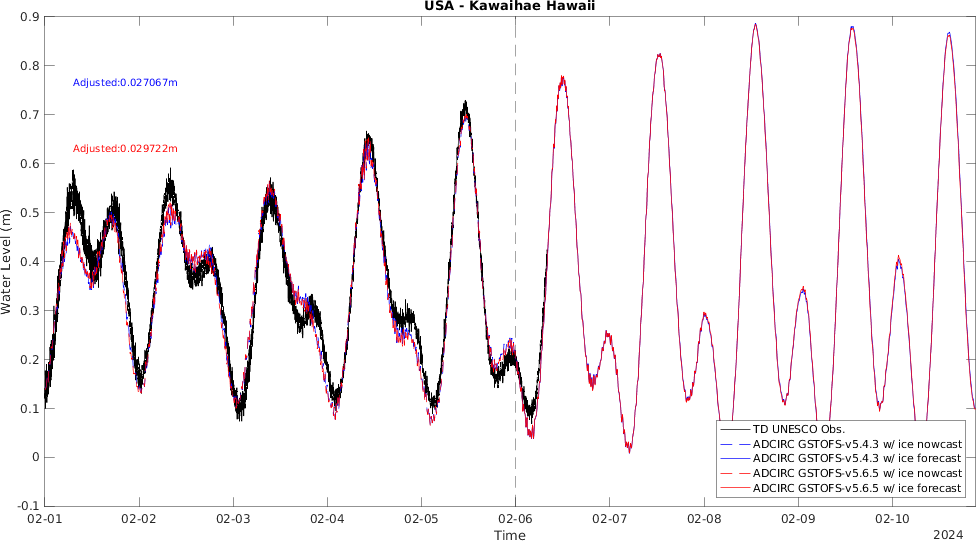 USA - Kawaihae Hawaii
0.9
0.8
0.7
0.6
0.5
0.4
0.3
0.2
0.1
0
-0.1
Water Level (m)
Adjusted:0.027067m
Adjusted:0.029722m
TD UNESCO Obs.
ADCIRC GSTOFS-v5.4.3 w/ ice nowcast
ADCIRC GSTOFS-v5.4.3 w/ ice forecast
ADCIRC GSTOFS-v5.6.5 w/ ice nowcast
ADCIRC GSTOFS-v5.6.5 w/ ice forecast
02-01 02-02 02-03 02-04 02-05 02-06 02-07 02-08 02-09 02-10
Time
2024